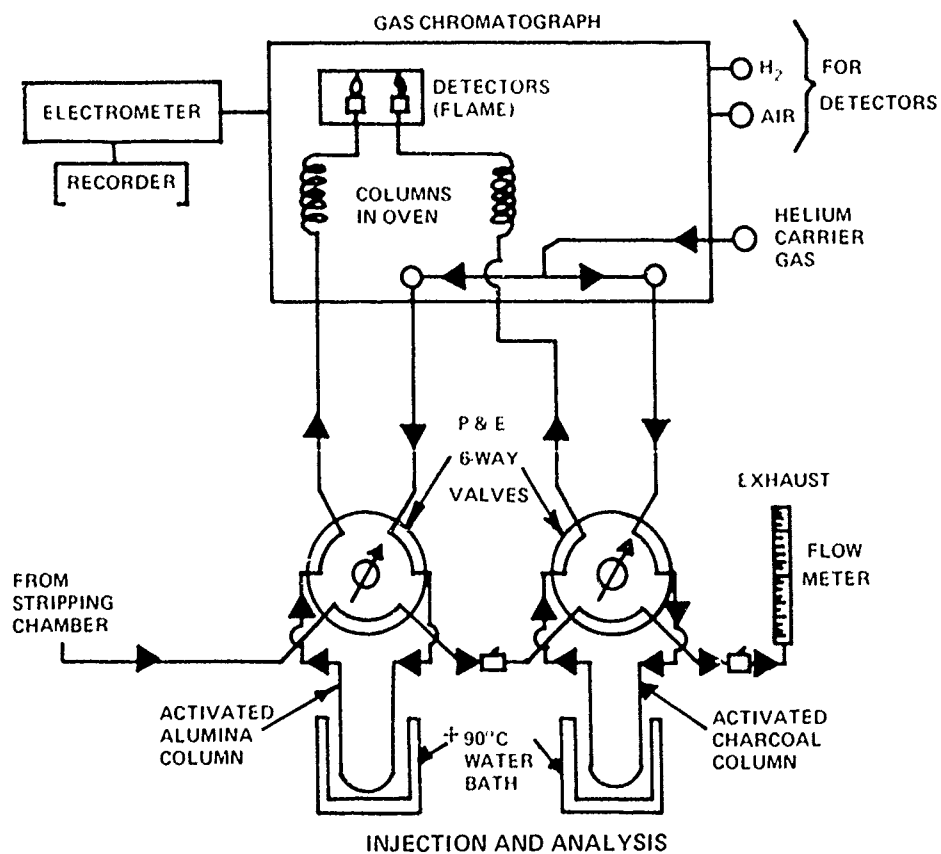 GAS CHROMATOGRAPH
DETECTORS
(FLAME)
H2
AIR
FOR
DETECTORS
ELECTROMETER
RECORDER
COLUMNS
IN OVEN
HELIUM
CARRIER
GAS
P & E
6-WAY
VALVES
EXHAUST
FLOW
METER
FROM
STRIPPING
CHAMBER
ACTIVATED
ALUMINA
COLUMN
+90°C
WATER
BATH
ACTIVATED
CHARCOAL
COLUMN
INJECTION AND ANALYSIS